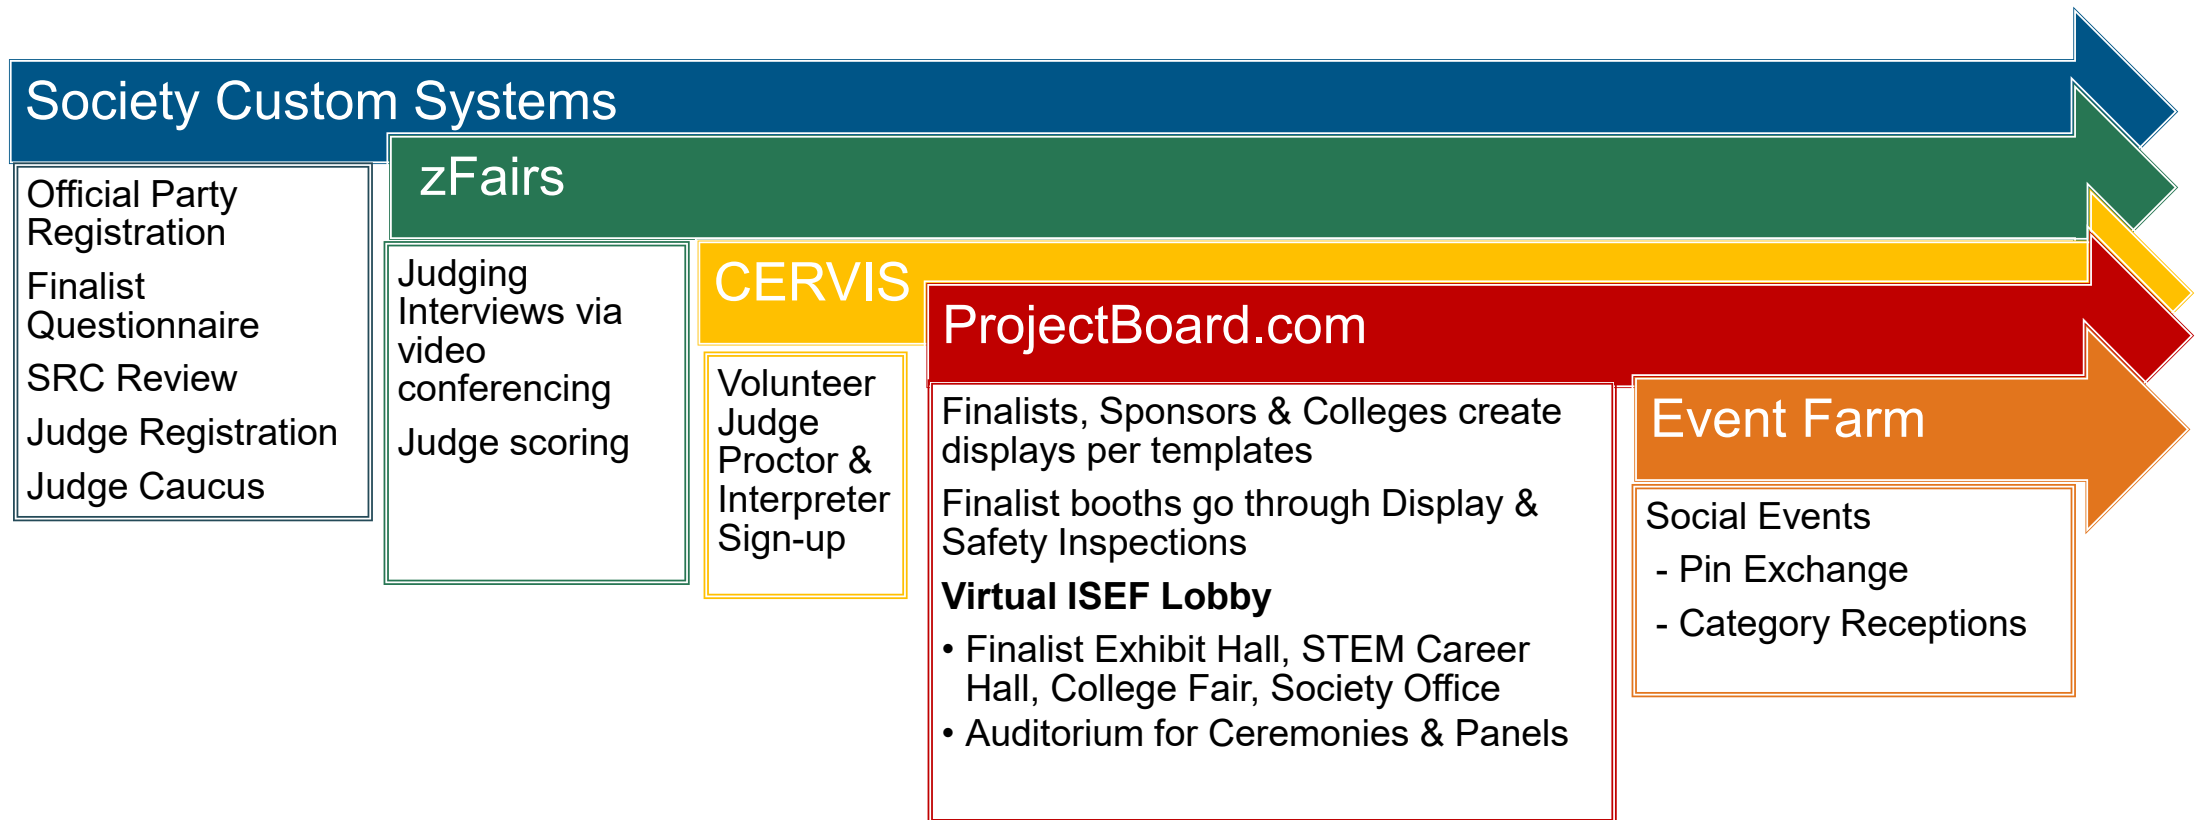 Society Custom Systems
Official Party
Registration
Finalist
Questionnaire
SRC Review
Judge Registration
Judge Caucus
zFairs
Judging
Interviews via
video
conferencing
Judge scoring
CERVIS
Volunteer
Judge
Proctor &
Interpreter
Sign-up
ProjectBoard.com
Finalists, Sponsors & Colleges create
displays per templates
Finalist booths go through Display &
Safety Inspections
Virtual ISEF Lobby
• Finalist Exhibit Hall, STEM Career
Hall, College Fair, Society Office
• Auditorium for Ceremonies & Panels
Event Farm
Social Events
- Pin Exchange
- Category Receptions